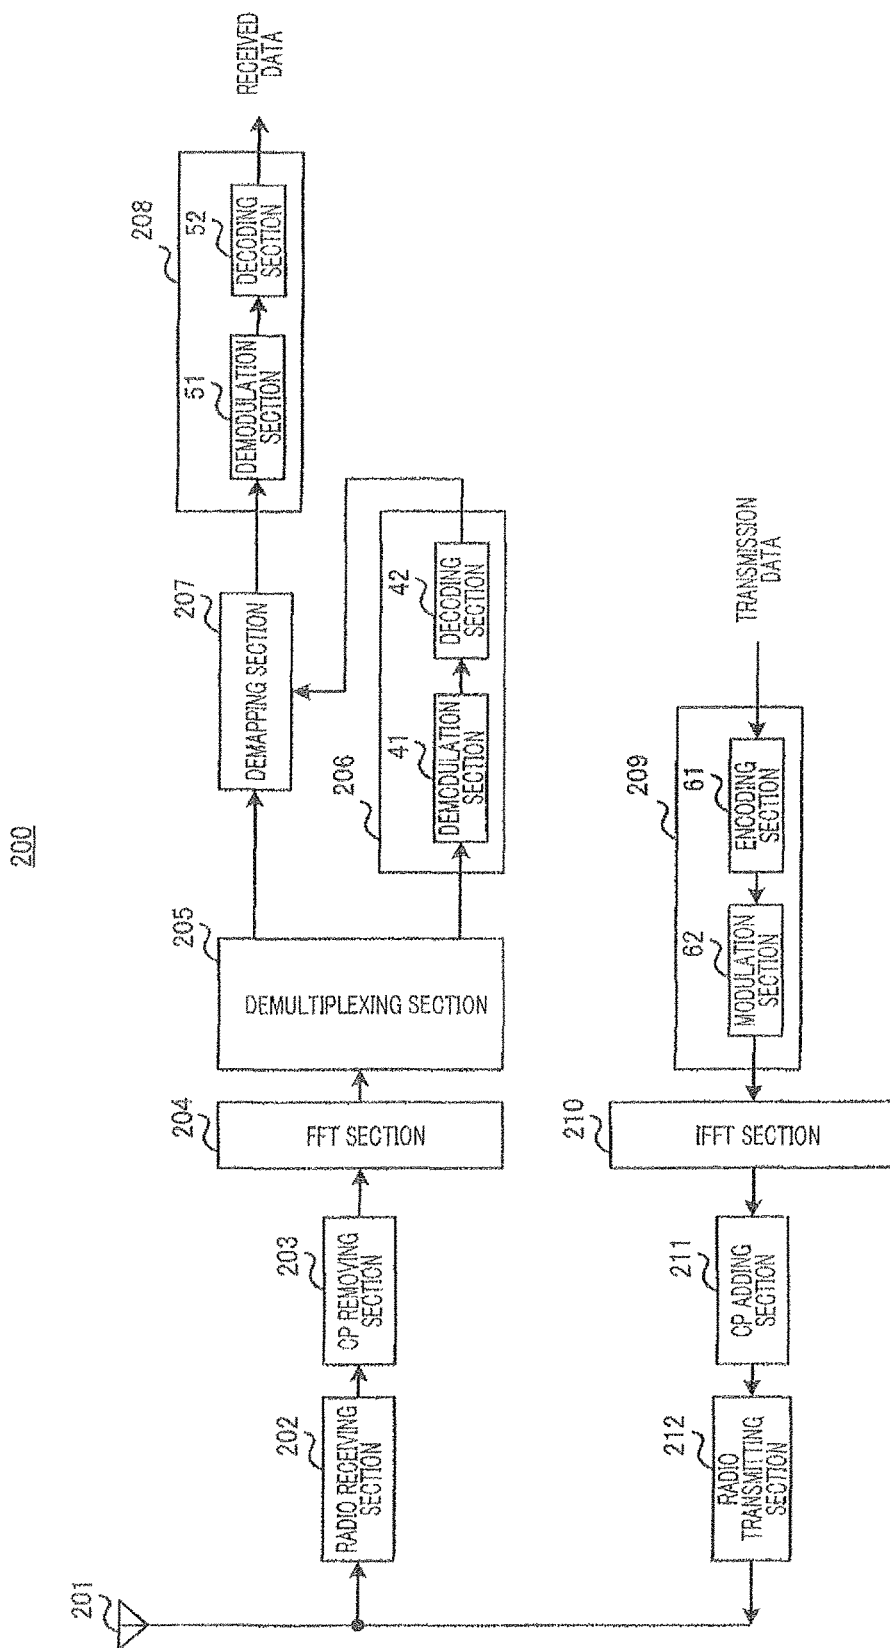 200
201
202
RADIO RECEIVING
SECTION
203
CP REMOVING
SECTION
204
FFT SECTION
205
DEMULTIPLEXING SECTION
206
41
DEMODULATION
SECTION
42
DECODING
SECTION
207
DEMAPPING SECTION
208
51
DEMODULATION
SECTION
52
DECODING
SECTION
RECEIVED
DATA
212
RADIO
TRANSMITTING
SECTION
211
CP ADDING
SECTION
210
IFFT SECTION
209
62
MODULATION
SECTION
61
ENCODING
SECTION
TRANSMISSION
DATA